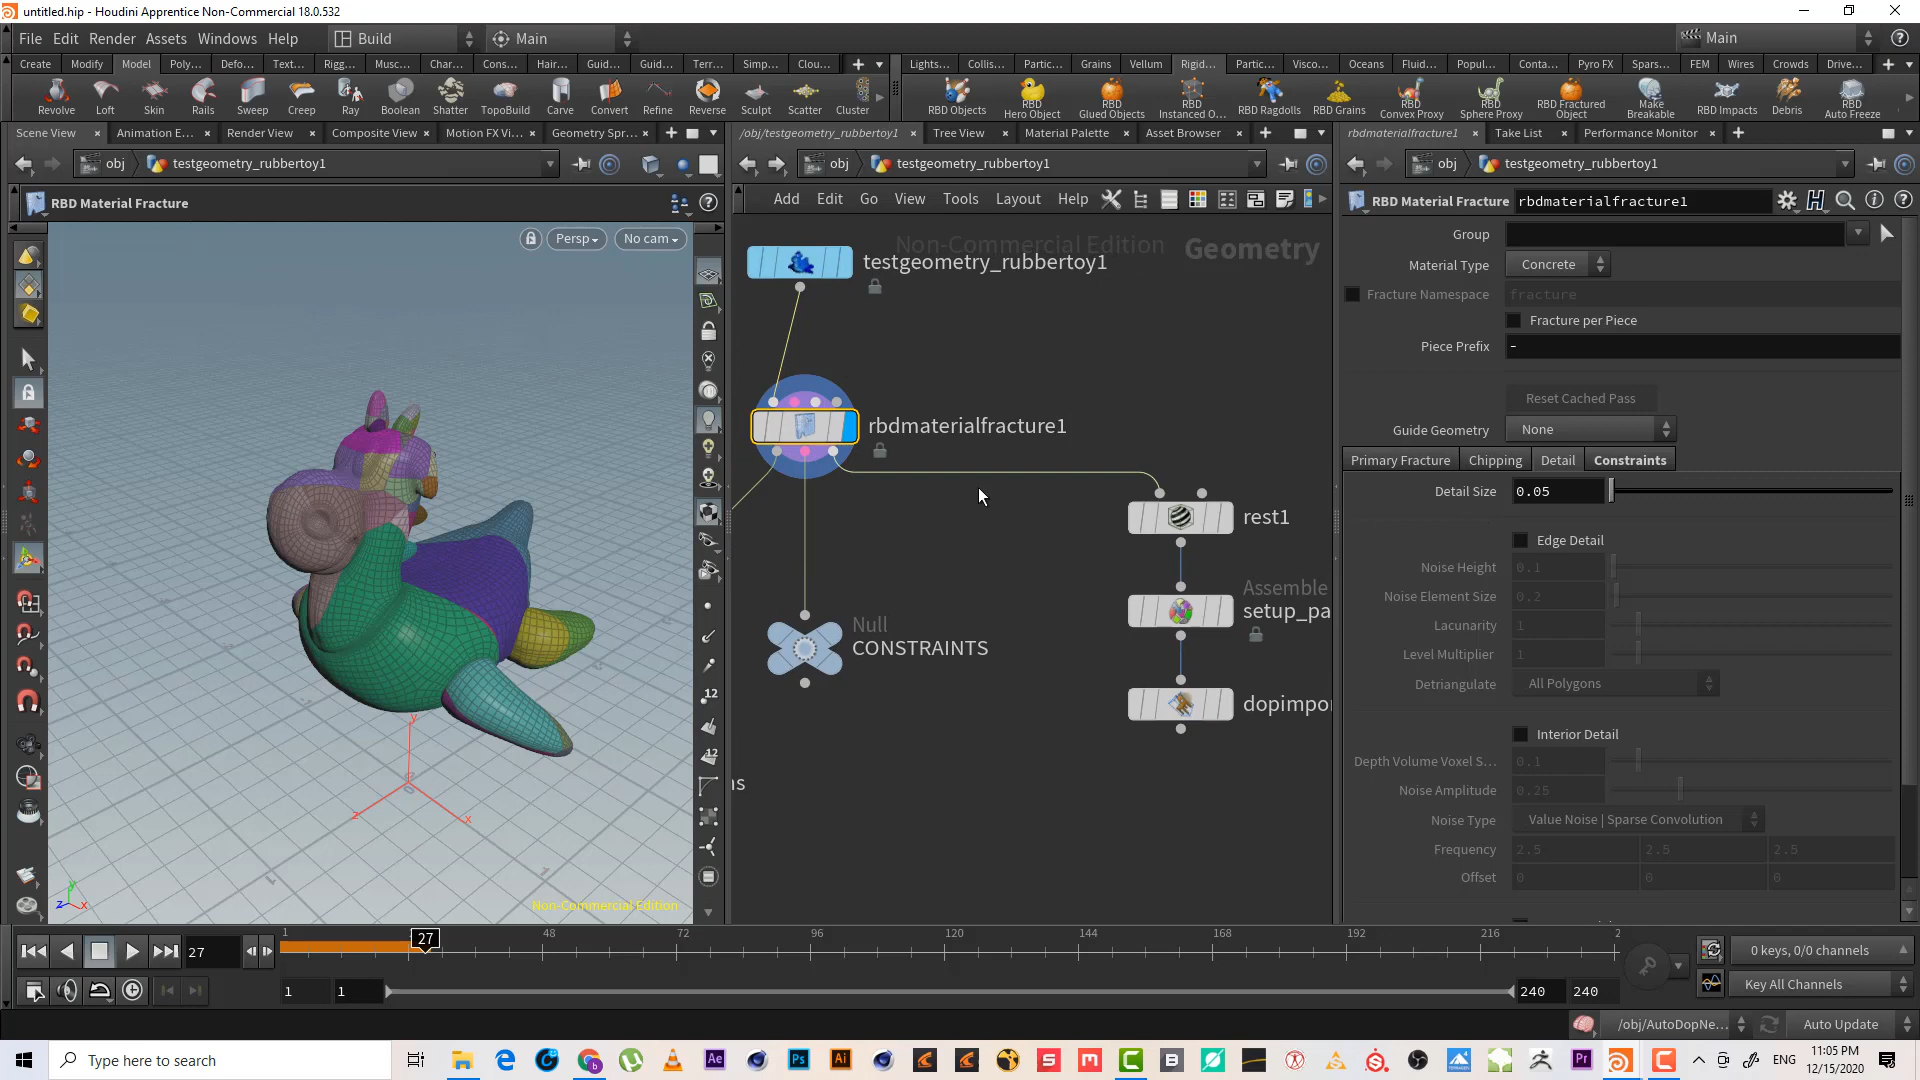 untitled.hip - Houdini Apprentice Non-Commercial 18.0.532
File Edit Render Assets Windows Help Build Main Main
Create Modify Model Poly... Defo... Text... Rigg... Musc... Char... Cons... Hair... Guid... Guid... Terr... Simp... Clou...
Lights... Collis... Partic... Grains Vellum Rigid... Partic... Visco... Oceans Fluid... Popul... Conta... Pyro FX Spars... FEM Wires Crowds Drive...
Revolve Loft Skin Rails Sweep Creep Ray Boolean Shatter TopoBuild Carve Convert Refine Reverse Sculpt Scatter Cluster
RBD Objects RBD Hero Object RBD Glued Objects RBD Instanced O... RBD Ragdolls RBD Grains RBD Convex Proxy RBD Sphere Proxy RBD Fractured Object Make Breakable RBD Impacts Debris RBD Auto Freeze
Scene View Animation E... Render View Composite View Motion FX Vi... Geometry Spr...
/obj/testgeometry_rubbertoy1 Tree View Material Palette Asset Browser
rbdmaterialfracture1 Take List Performance Monitor
obj testgeometry_rubbertoy1
obj testgeometry_rubbertoy1
obj testgeometry_rubbertoy1
RBD Material Fracture
Persp No cam
y
z x
y
z x
Non-Commercial Edition
12
12
Add Edit Go View Tools Layout Help
Non-Commercial Edition Geometry
testgeometry_rubbertoy1
rbdmaterialfracture1
rest1
Assemble
setup_pa
Null
CONSTRAINTS
dopimpor
ns
RBD Material Fracture rbdmaterialfracture1
Group
Material Type Concrete
Fracture Namespace fracture
Fracture per Piece
Piece Prefix -
Reset Cached Pass
Guide Geometry None
Primary Fracture Chipping Detail Constraints
Detail Size 0.05
Edge Detail
Noise Height 0.1
Noise Element Size 0.2
Lacunarity 1
Level Multiplier 1
Detriangulate All Polygons
Interior Detail
Depth Volume Voxel S... 0.1
Noise Amplitude 0.25
Noise Type Value Noise | Sparse Convolution
Frequency 2.5 2.5 2.5
Offset 0 0 0
27
1 27 48 72 96 120 144 168 192 216 2
0 keys, 0/0 channels
1 1 240 240
Key All Channels
/obj/AutoDopNe... Auto Update
Type here to search
ENG
11:05 PM
12/15/2020